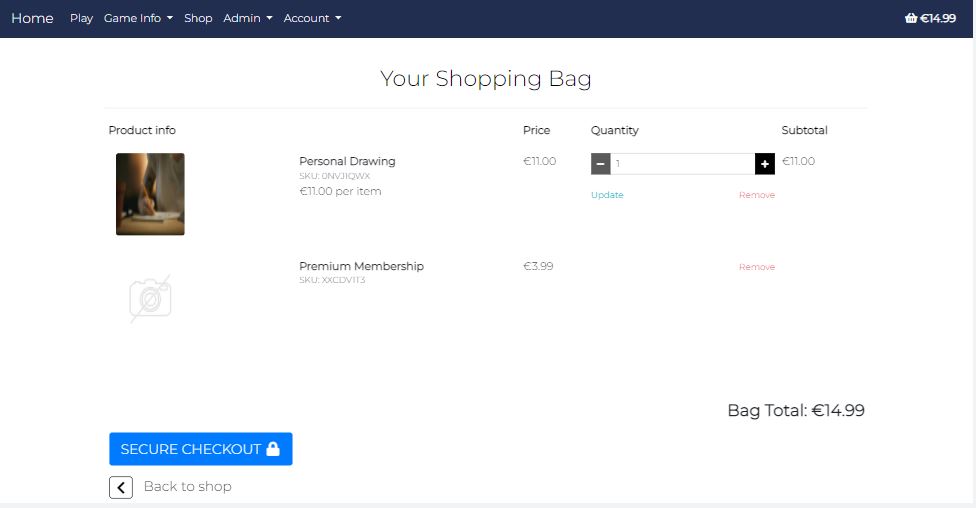 Home Play Game Info Shop Admin Account €14.99
Your Shopping Bag
Product info Price Quantity Subtotal
Personal Drawing €11.00 1 €11.00
SKU: 0NVJIQWX
€11.00 per item
Update Remove
Premium Membership €3.99 Remove
SKU: XXCDV1T3
Bag Total: €14.99
SECURE CHECKOUT
Back to shop